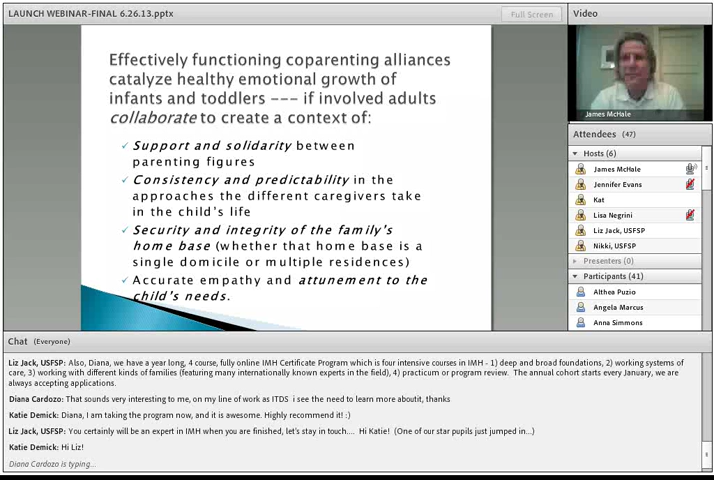 LAUNCH WEBINAR-FINAL 6.26.13.pptx
Full Screen
Effectively functioning coparenting alliances
catalyze healthy emotional growth of
infants and toddlers --- if involved adults
collaborate to create a context of:
✓ Support and solidarity between
parenting figures
✓ Consistency and predictability in the
approaches the different caregivers take
in the child's life
✓ Security and integrity of the family's
home base (whether that home base is a
single domicile or multiple residences)
✓ Accurate empathy and attunement to the
child's needs.
Video
James McHale
Attendees (47)
Hosts (6)
James McHale
Jennifer Evans
Kat
Lisa Negrini
Liz Jack, USFSP
Nikki, USFSP
Presenters (0)
Participants (41)
Althea Puzio
Angela Marcus
Anna Simmons
Chat (Everyone)
Liz Jack, USFSP: Also, Diana, we have a year long, 4 course, fully online IMH Certificate Program which is four intensive courses in IMH - 1) deep and broad foundations, 2) working systems of
care, 3) working with different kinds of families (featuring many internationally known experts in the field), 4) practicum or program review. The annual cohort starts every January, we are
always accepting applications.
Diana Cardozo: That sounds very interesting to me, on my line of work as ITDS i see the need to learn more aboutit, thanks
Katie Demick: Diana, I am taking the program now, and it is awesome. Highly recommend it! :)
Liz Jack, USFSP: You certainly will be an expert in IMH when you are finished, let's stay in touch.... Hi Katie! (One of our star pupils just jumped in...)
Katie Demick: Hi Liz!
Diana Cardozo is typing...